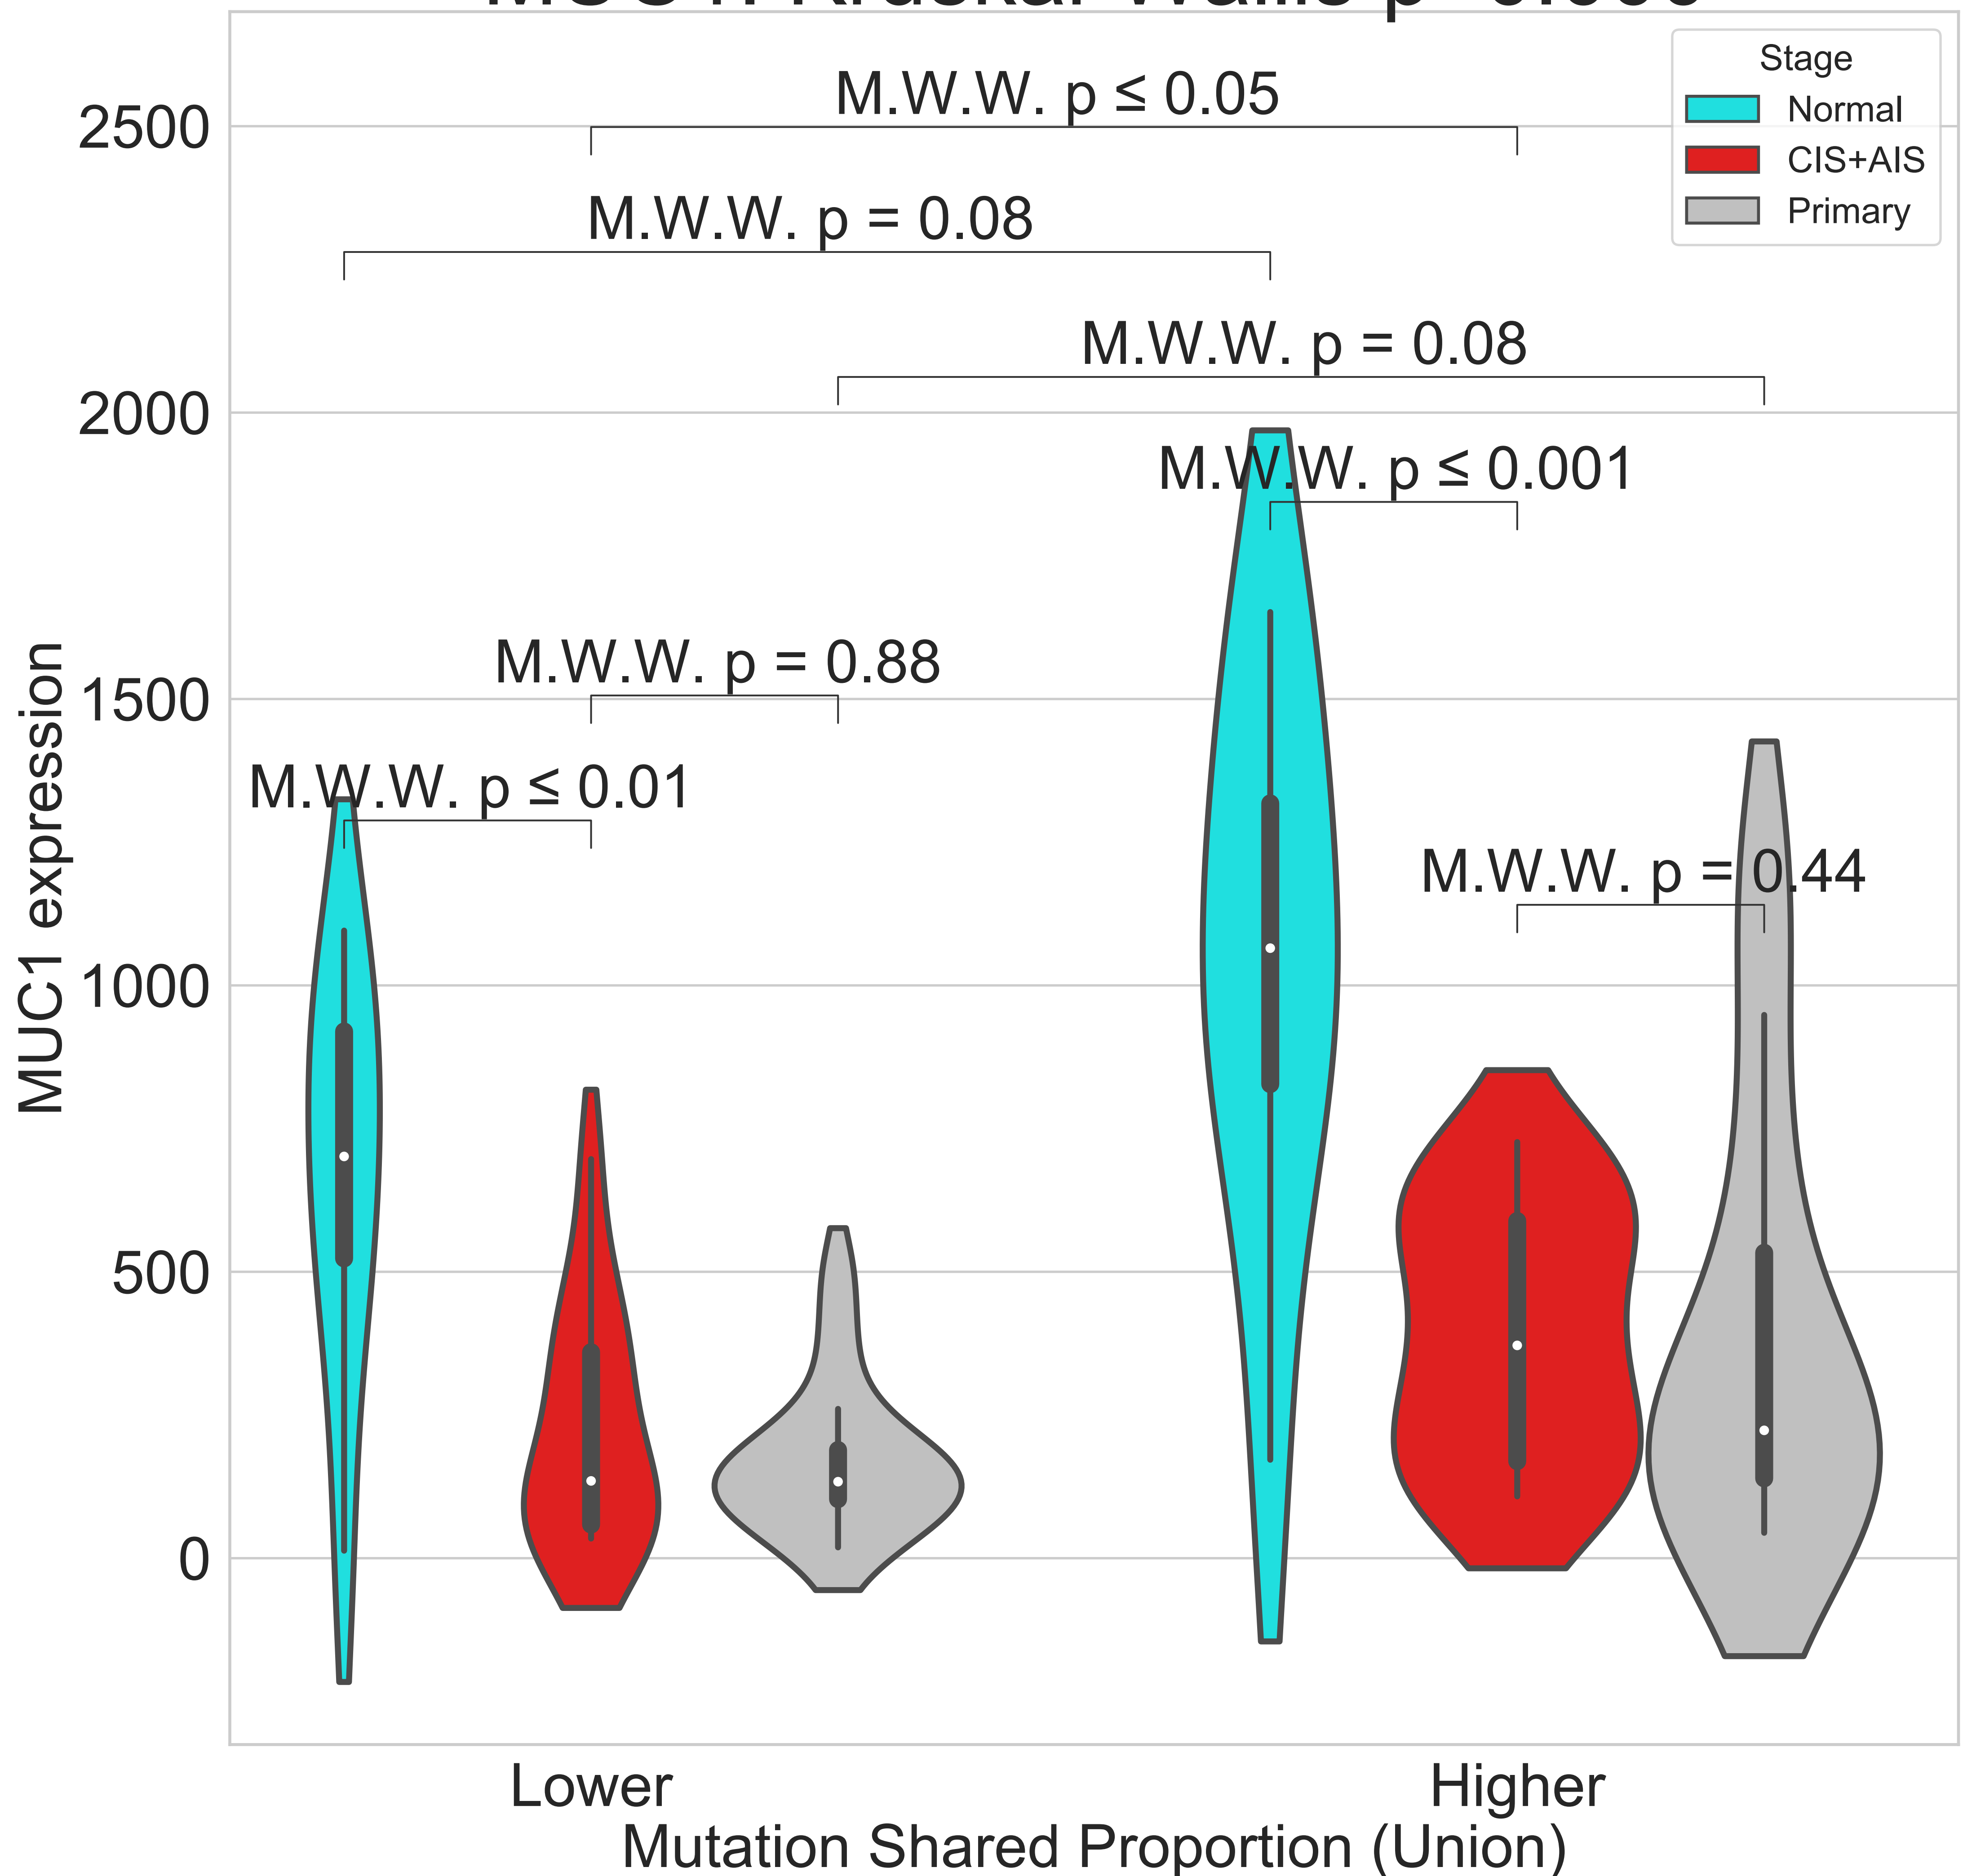 Stage
Normal
CIS+AIS
Primary
M.W.W. p ≤ 0.05
M.W.W. p = 0.08
M.W.W. p = 0.08
M.W.W. p ≤ 0.001
M.W.W. p = 0.88
M.W.W. p ≤ 0.01
M.W.W. p = 0.44
MUC1 expression
2500
2000
1500
1000
500
0
Lower
Higher
Mutation Shared Proportion (Union)